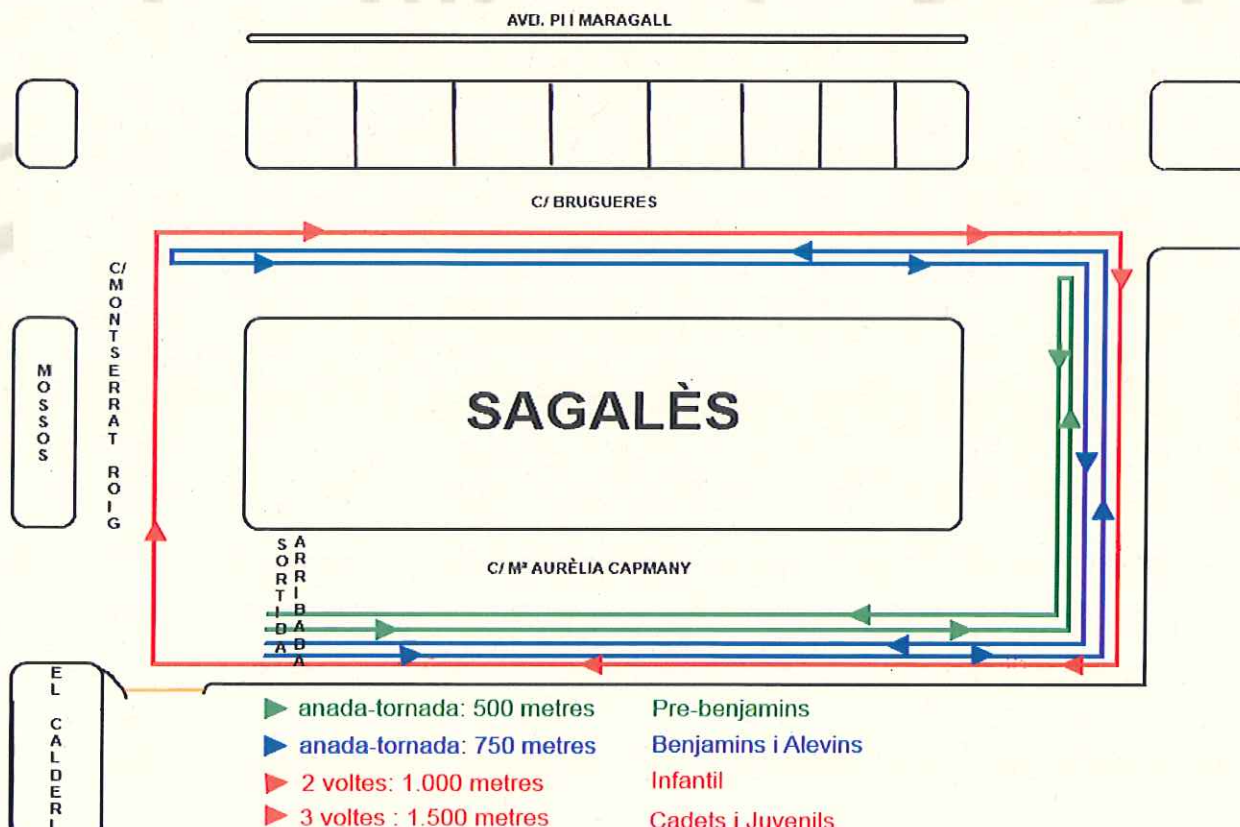 AVD. PI I MARAGALL
C/ BRUGUERES
C/ MONTSERRAT ROIG
MOSSOS
SAGALÈS
SORTIDA
ARRIBADA
C/ Mª AURÈLIA CAPMANY
EL CALDERI
anada-tornada: 500 metres Pre-benjamins
anada-tornada: 750 metres Benjamins i Alevins
2 voltes: 1.000 metres Infantil
3 voltes : 1.500 metres Cadets i Juvenils